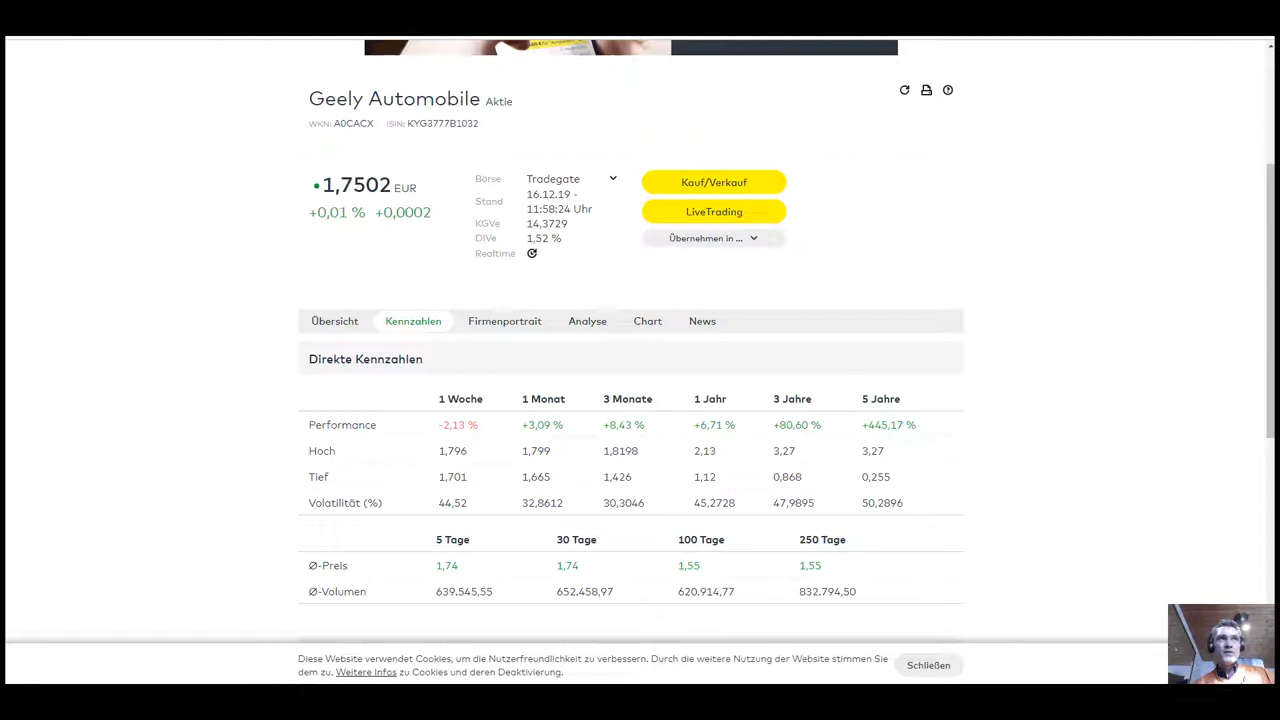 Geely Automobile Aktie
WKN: A0CACX ISIN: KYG3777B1032
1,7502 EUR
+0,01 % +0,0002
Börse Tradegate
Stand 16.12.19 -
11:58:24 Uhr
KGVe 14,3729
DIVe 1,52 %
Realtime
Kauf/Verkauf
LiveTrading
Übernehmen in ...
Übersicht Kennzahlen Firmenportrait Analyse Chart News
Direkte Kennzahlen
1 Woche 1 Monat 3 Monate 1 Jahr 3 Jahre 5 Jahre
Performance -2,13 % +3,09 % +8,43 % +6,71 % +80,60 % +445,17 %
Hoch 1,796 1,799 1,8198 2,13 3,27 3,27
Tief 1,701 1,665 1,426 1,12 0,868 0,255
Volatilität (%) 44,52 32,8612 30,3046 45,2728 47,9895 50,2896
5 Tage 30 Tage 100 Tage 250 Tage
Ø-Preis 1,74 1,74 1,55 1,55
Ø-Volumen 639.545,55 652.458,97 620.914,77 832.794,50
Diese Website verwendet Cookies, um die Nutzerfreundlichkeit zu verbessern. Durch die weitere Nutzung der Website stimmen Sie
dem zu. Weitere Infos zu Cookies und deren Deaktivierung.
Schließen